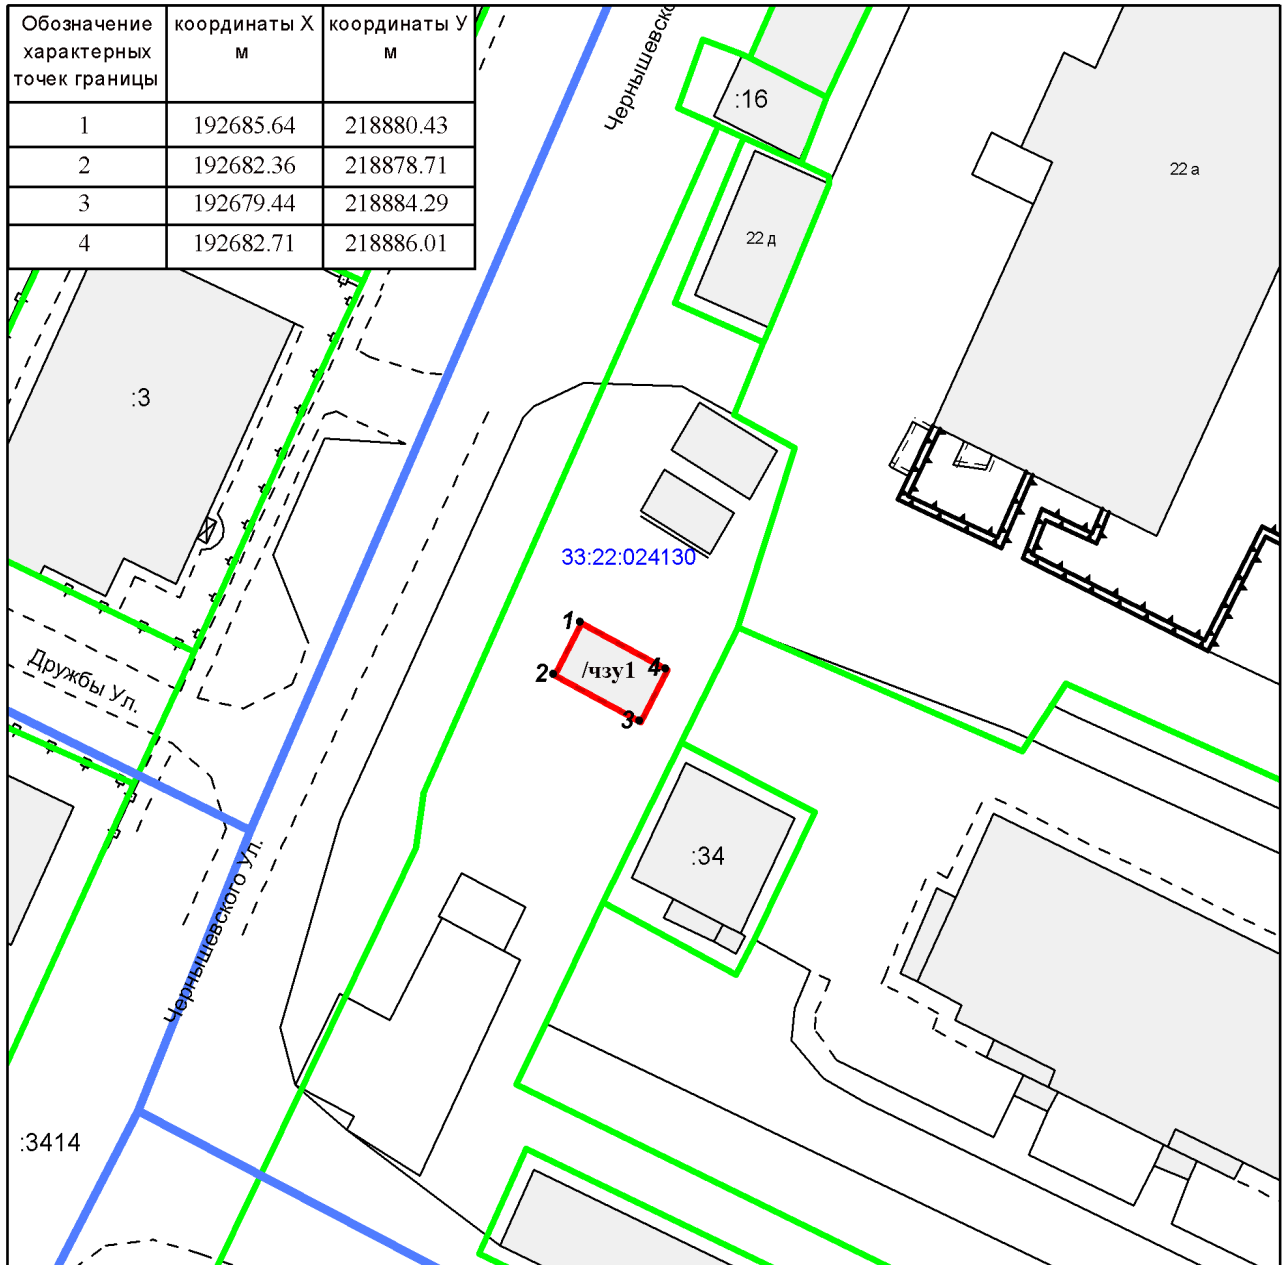 Обозначение характерных точек границы | координаты Х м | координаты У м
1 | 192685.64 | 218880.43
2 | 192682.36 | 218878.71
3 | 192679.44 | 218884.29
4 | 192682.71 | 218886.01
Чернышевско
:16
22 а
22 д
:3
33:22:024130
1
4
2
/чзу1
3
Дружбы Ул.
Чернышевского Ул.
:34
:3414